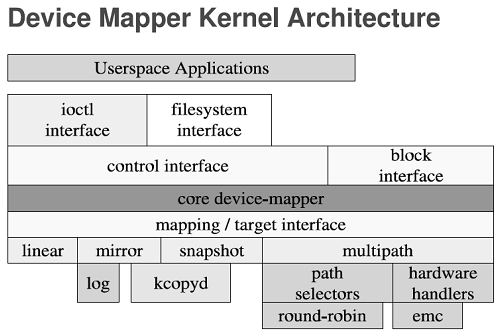 Device Mapper Kernel Architecture
Userspace Applications
ioctl
interface
filesystem
interface
control interface
block
interface
core device-mapper
mapping / target interface
linear
mirror
snapshot
multipath
log
kcopyd
path
selectors
hardware
handlers
round-robin
emc